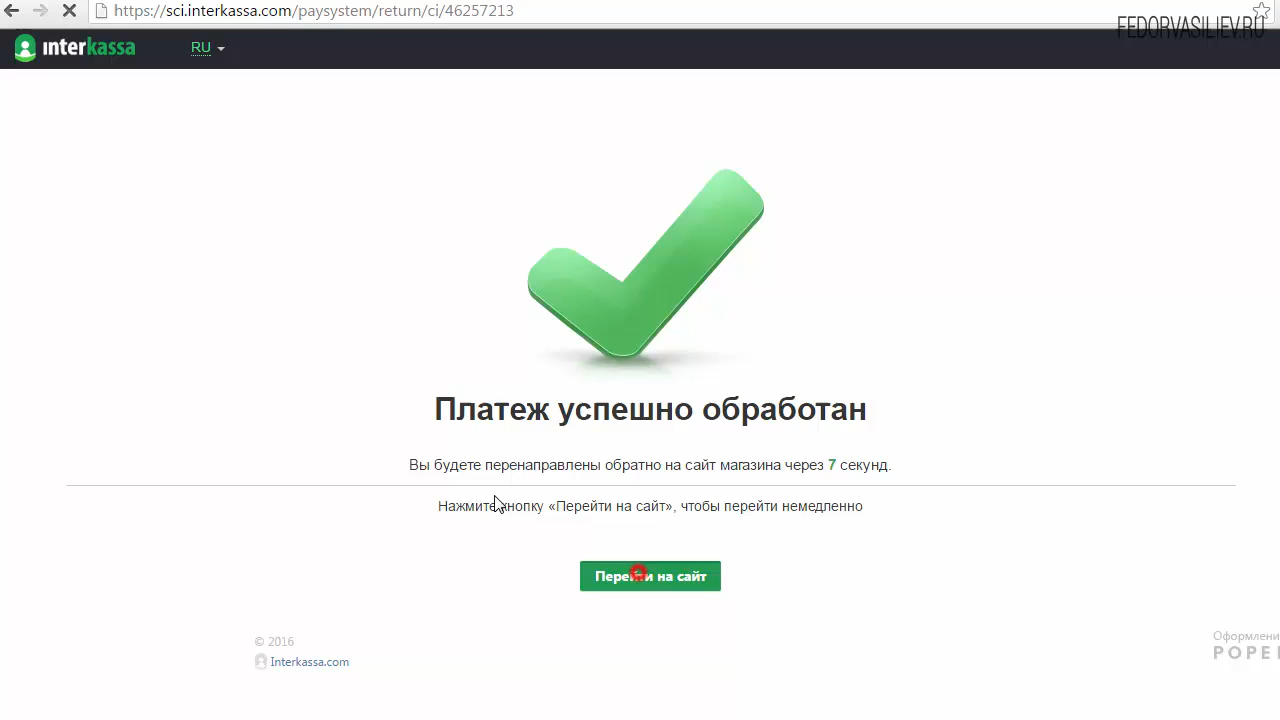 https://sci.interkassa.com/paysystem/return/ci/46257213
FEDORVASILIEV.RU
interkassa
RU
Платеж успешно обработан
Вы будете перенаправлены обратно на сайт магазина через 7 секунд.
Нажмите кнопку «Перейти на сайт», чтобы перейти немедленно
Перейти на сайт
© 2016
Interkassa.com